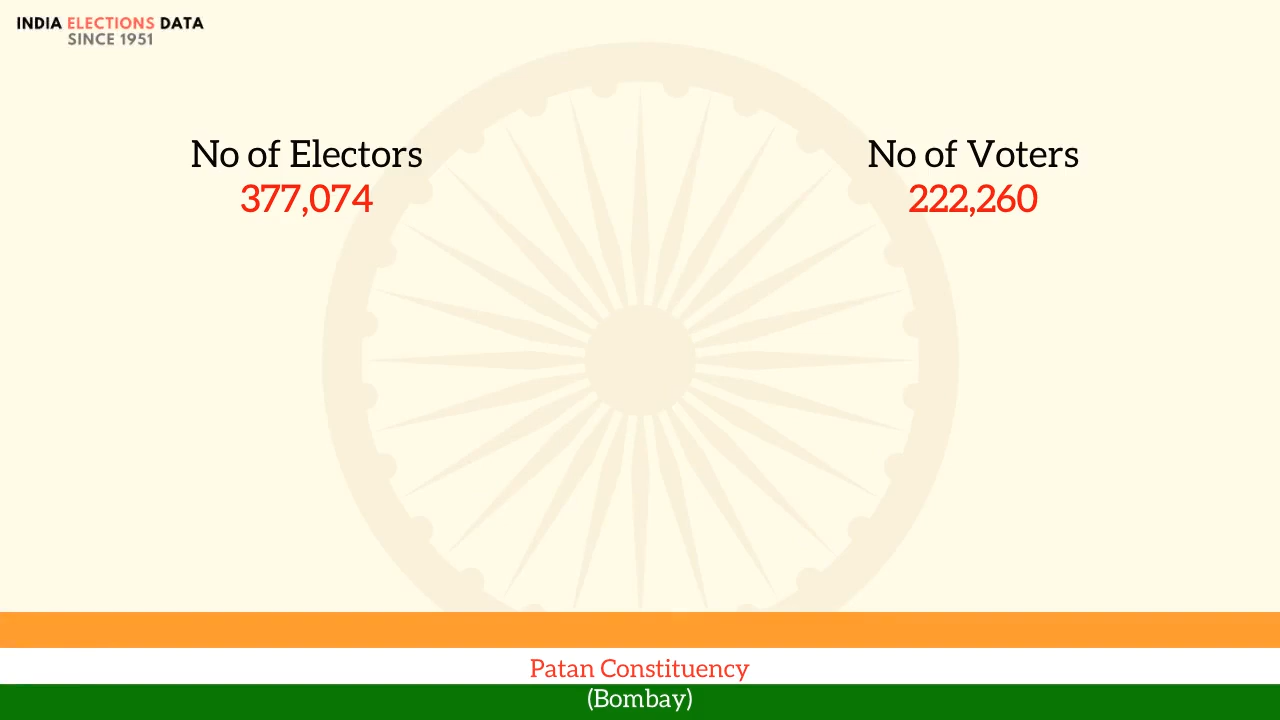 INDIA ELECTIONS DATA
SINCE 1951
No of Electors
377,074
No of Voters
222,260
Patan Constituency
(Bombay)